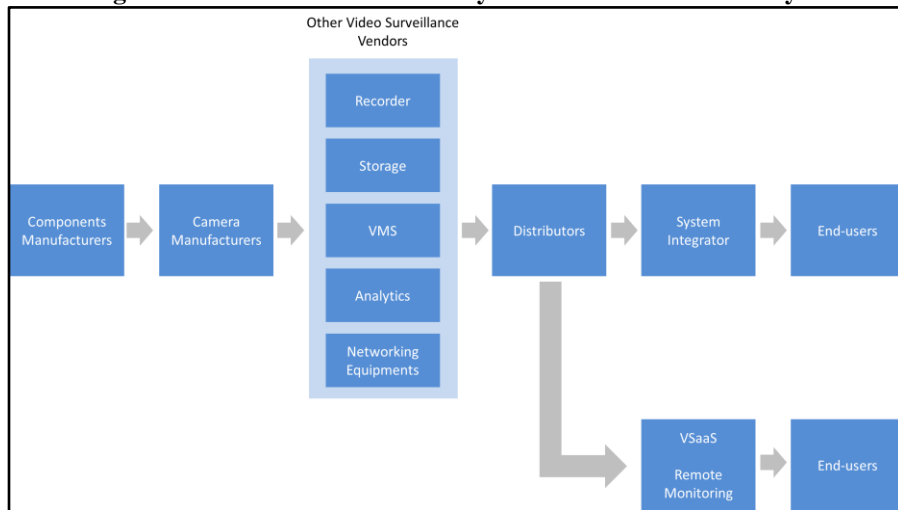 Other Video Surveillance
Vendors
Recorder
Storage
VMS
Analytics
Networking
Equipments
Components
Manufacturers
Camera
Manufacturers
Distributors
System
Integrator
End-users
VSaaS
Remote
Monitoring
End-users